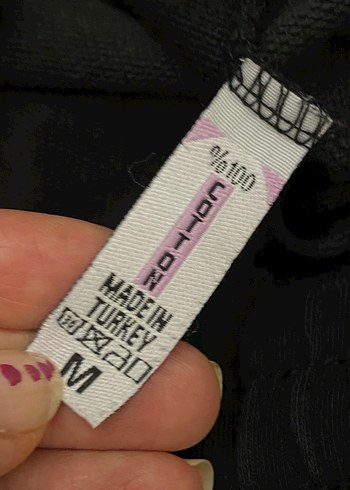 %100
COTTON
MADE IN
TURKEY
M